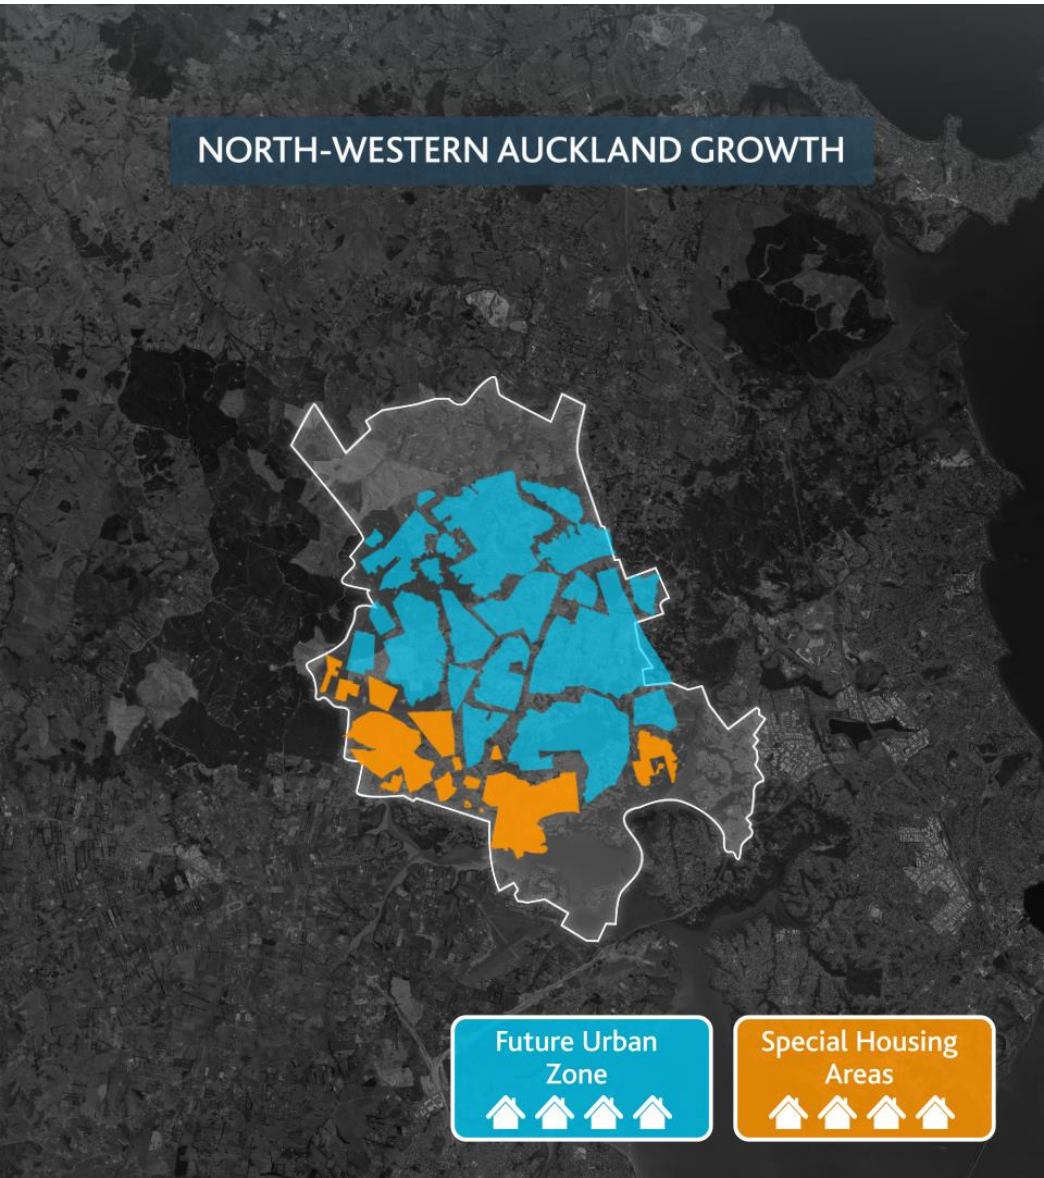 NORTH-WESTERN AUCKLAND GROWTH
Future Urban
Zone
Special Housing
Areas